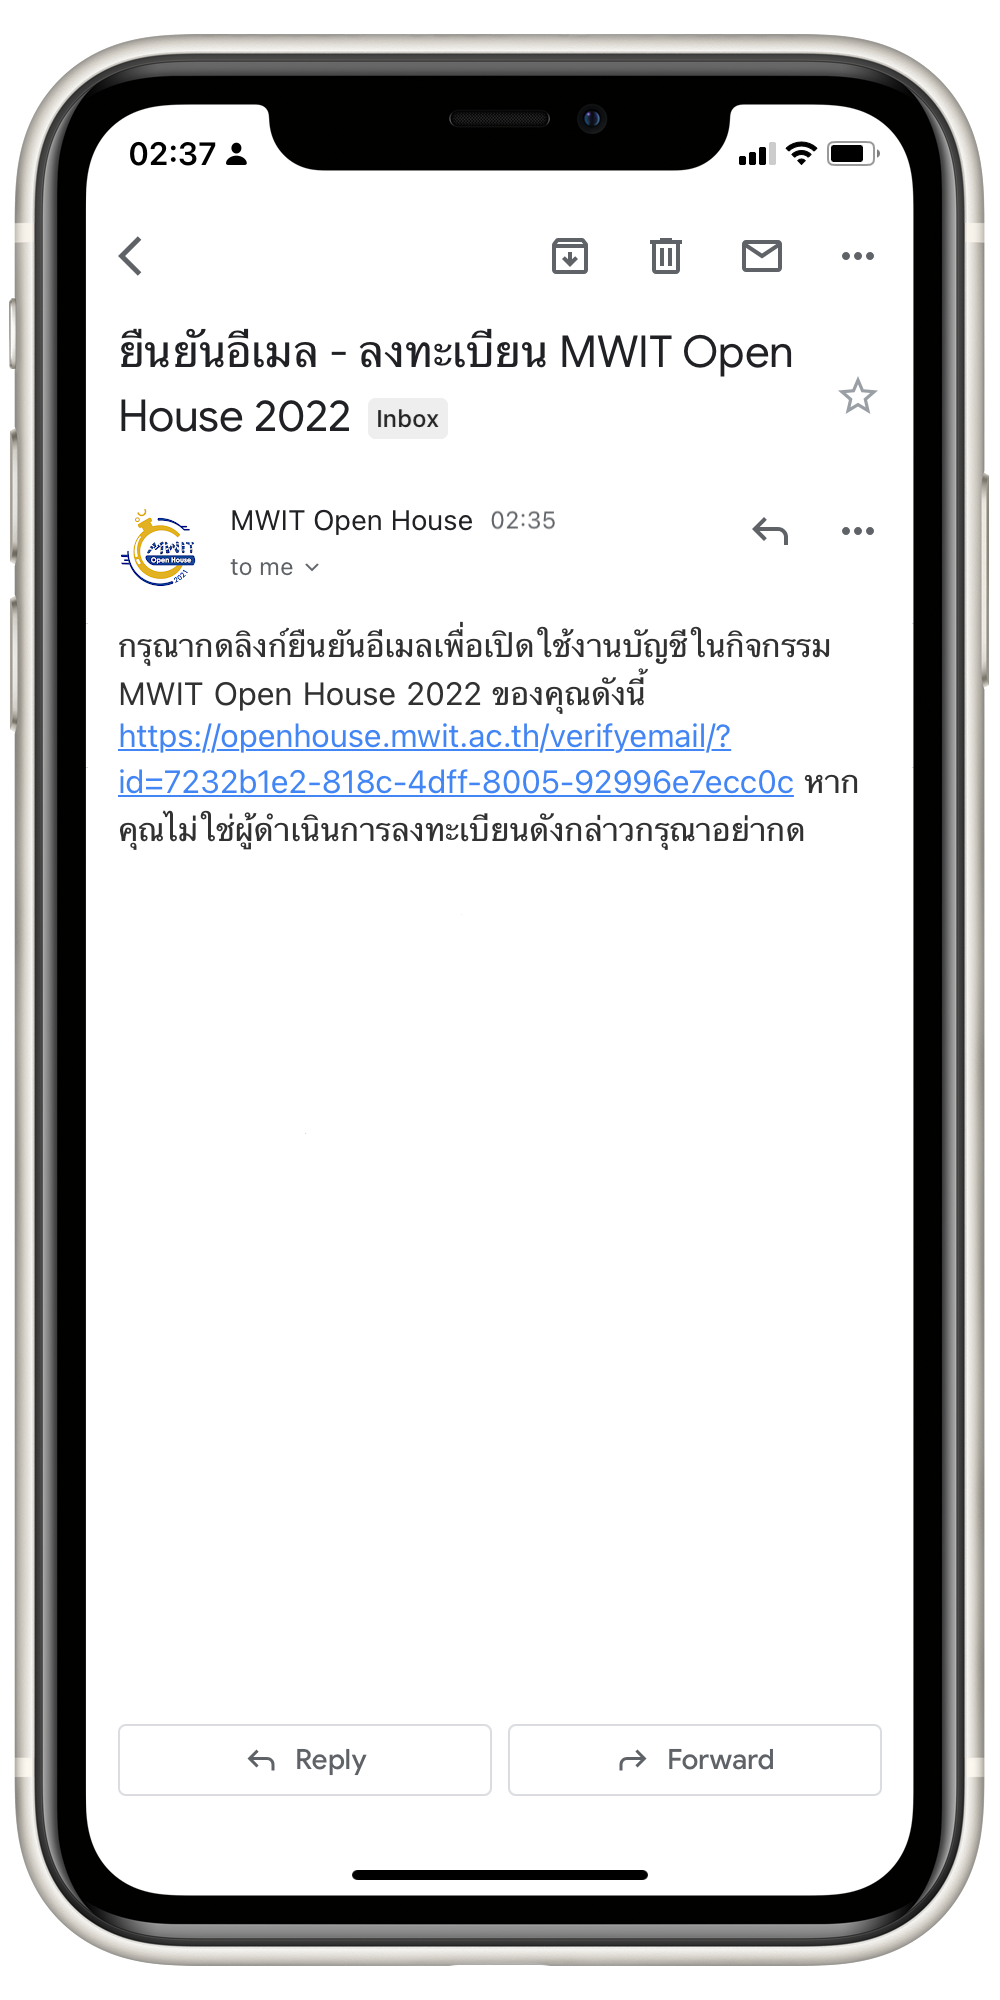 02:37
ยืนยันอีเมล - ลงทะเบียน MWIT Open
House 2022 Inbox
MWIT Open House 02:35
to me
MWIT
Open House
2021
กรุณากดลิงก์ยืนยันอีเมลเพื่อเปิดใช้งานบัญชีในกิจกรรม
MWIT Open House 2022 ของคุณดังนี้
https://openhouse.mwit.ac.th/verifyemail/?
id=7232b1e2-818c-4dff-8005-92996e7ecc0c หาก
คุณไม่ใช่ผู้ดำเนินการลงทะเบียนดังกล่าวกรุณาอย่ากด
Reply
Forward